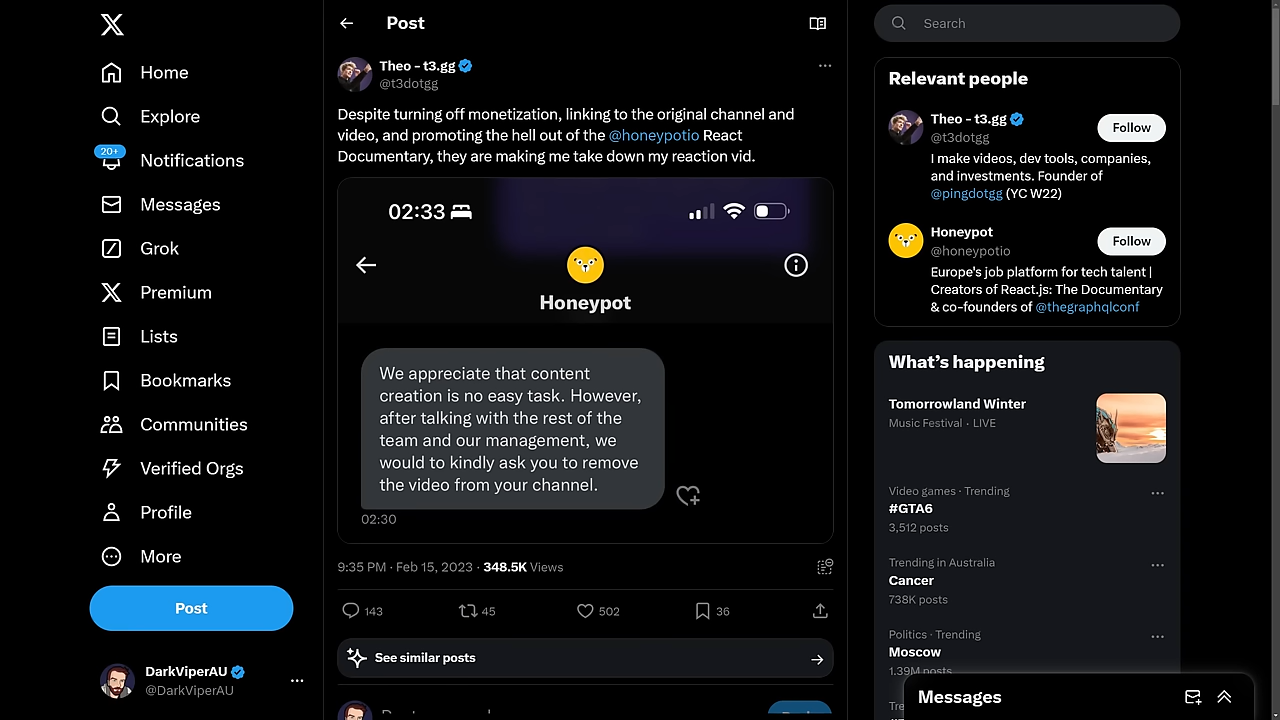 Home
Explore
20+
Notifications
Messages
Grok
Premium
Lists
Bookmarks
Communities
Verified Orgs
Profile
More
Post
DarkViperAU
@DarkViperAU
Post
Theo - t3.gg
@t3dotgg
Despite turning off monetization, linking to the original channel and
video, and promoting the hell out of the @honeypotio React
Documentary, they are making me take down my reaction vid.
02:33
Honeypot
We appreciate that content
creation is no easy task. However,
after talking with the rest of the
team and our management, we
would to kindly ask you to remove
the video from your channel.
02:30
9:35 PM · Feb 15, 2023 · 348.5K Views
143
45
502
36
See similar posts
Search
Relevant people
Theo - t3.gg
@t3dotgg
Follow
I make videos, dev tools, companies,
and investments. Founder of
@pingdotgg (YC W22)
Honeypot
@honeypotio
Follow
Europe's job platform for tech talent |
Creators of React.js: The Documentary
& co-founders of @thegraphqlconf
What's happening
Tomorrowland Winter
Music Festival · LIVE
Video games · Trending
#GTA6
3,512 posts
Trending in Australia
Cancer
738K posts
Politics · Trending
Moscow
1.39M posts
Messages